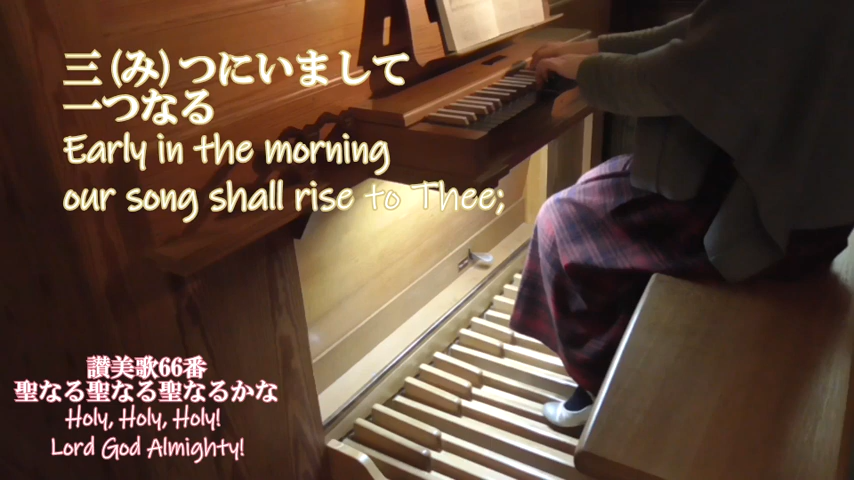 三(み)つにいまして
一つなる
Early in the morning
our song shall rise to Thee;
讃美歌66番
聖なる聖なる聖なるかな
Holy, Holy, Holy!
Lord God Almighty!